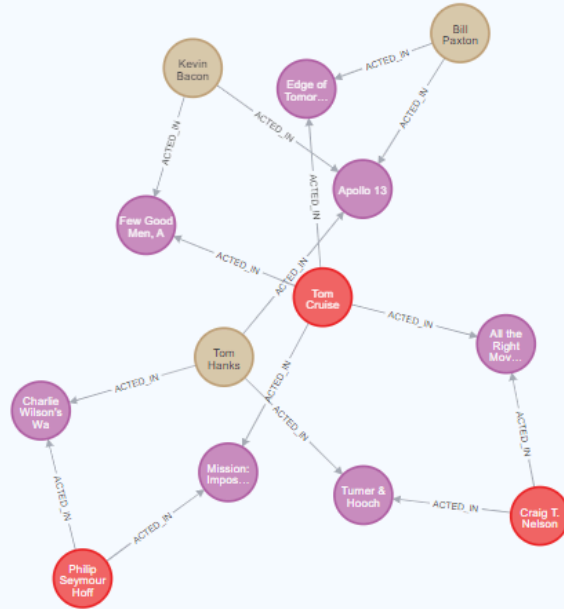 Bill
Paxton
Kevin
Bacon
ACTED_IN
Edge of
Tomor...
ACTED_IN
ACTED_IN
ACTED_IN
ACTED_IN
Apollo 13
ACTED_IN
Few Good
Men, A
ACTED_IN
ACTED_IN
Tom
Cruise
ACTED_IN
All the
Right
Mov...
Tom
Hanks
ACTED_IN
ACTED_IN
Charlie
Wilson's
Wa
ACTED_IN
ACTED_IN
Mission:
Impos...
Turner &
Hooch
ACTED_IN
Craig T.
Nelson
ACTED_IN
ACTED_IN
Philip
Seymour
Hoff